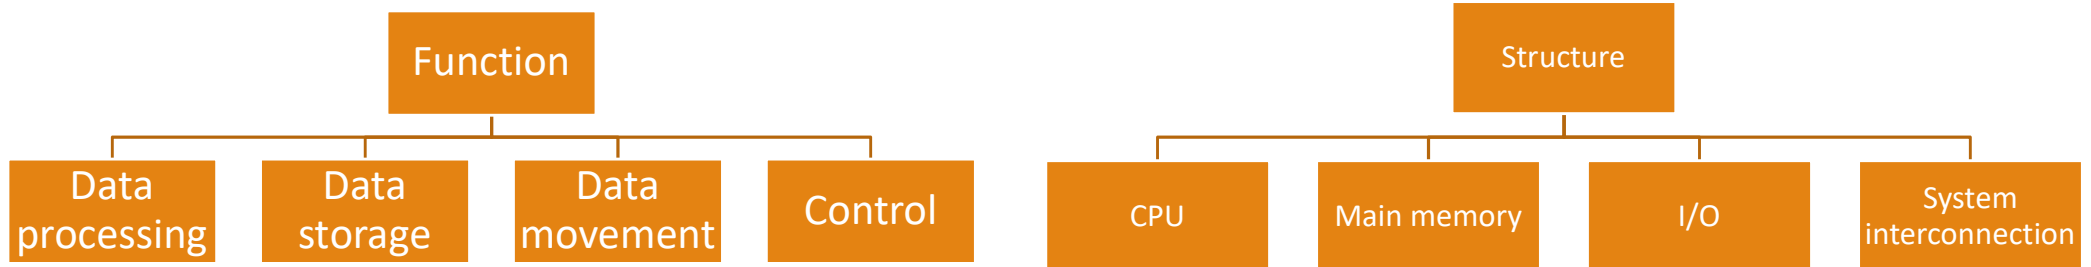 Function
Data
processing
Data
storage
Data
movement
Control
Structure
CPU
Main memory
I/O
System
interconnection